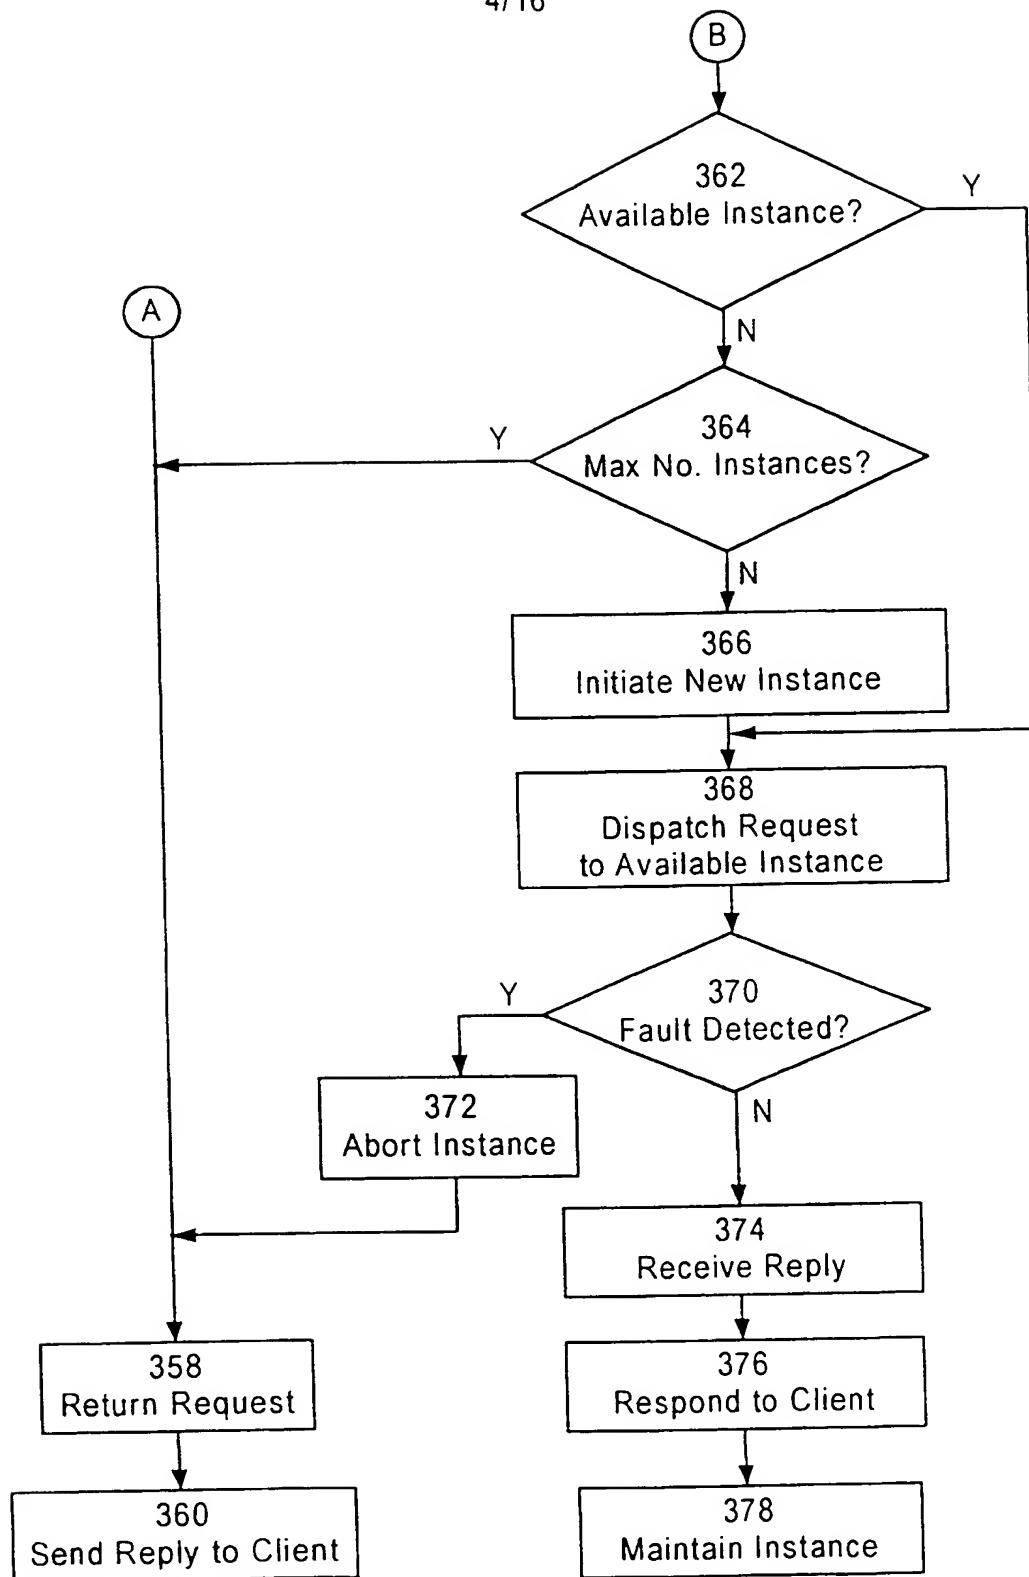 4/16
B
362
Available Instance?
Y
A
N
364
Max No. Instances?
Y
N
366
Initiate New Instance
368
Dispatch Request
to Available Instance
370
Fault Detected?
Y
N
372
Abort Instance
374
Receive Reply
358
Return Request
376
Respond to Client
360
Send Reply to Client
378
Maintain Instance